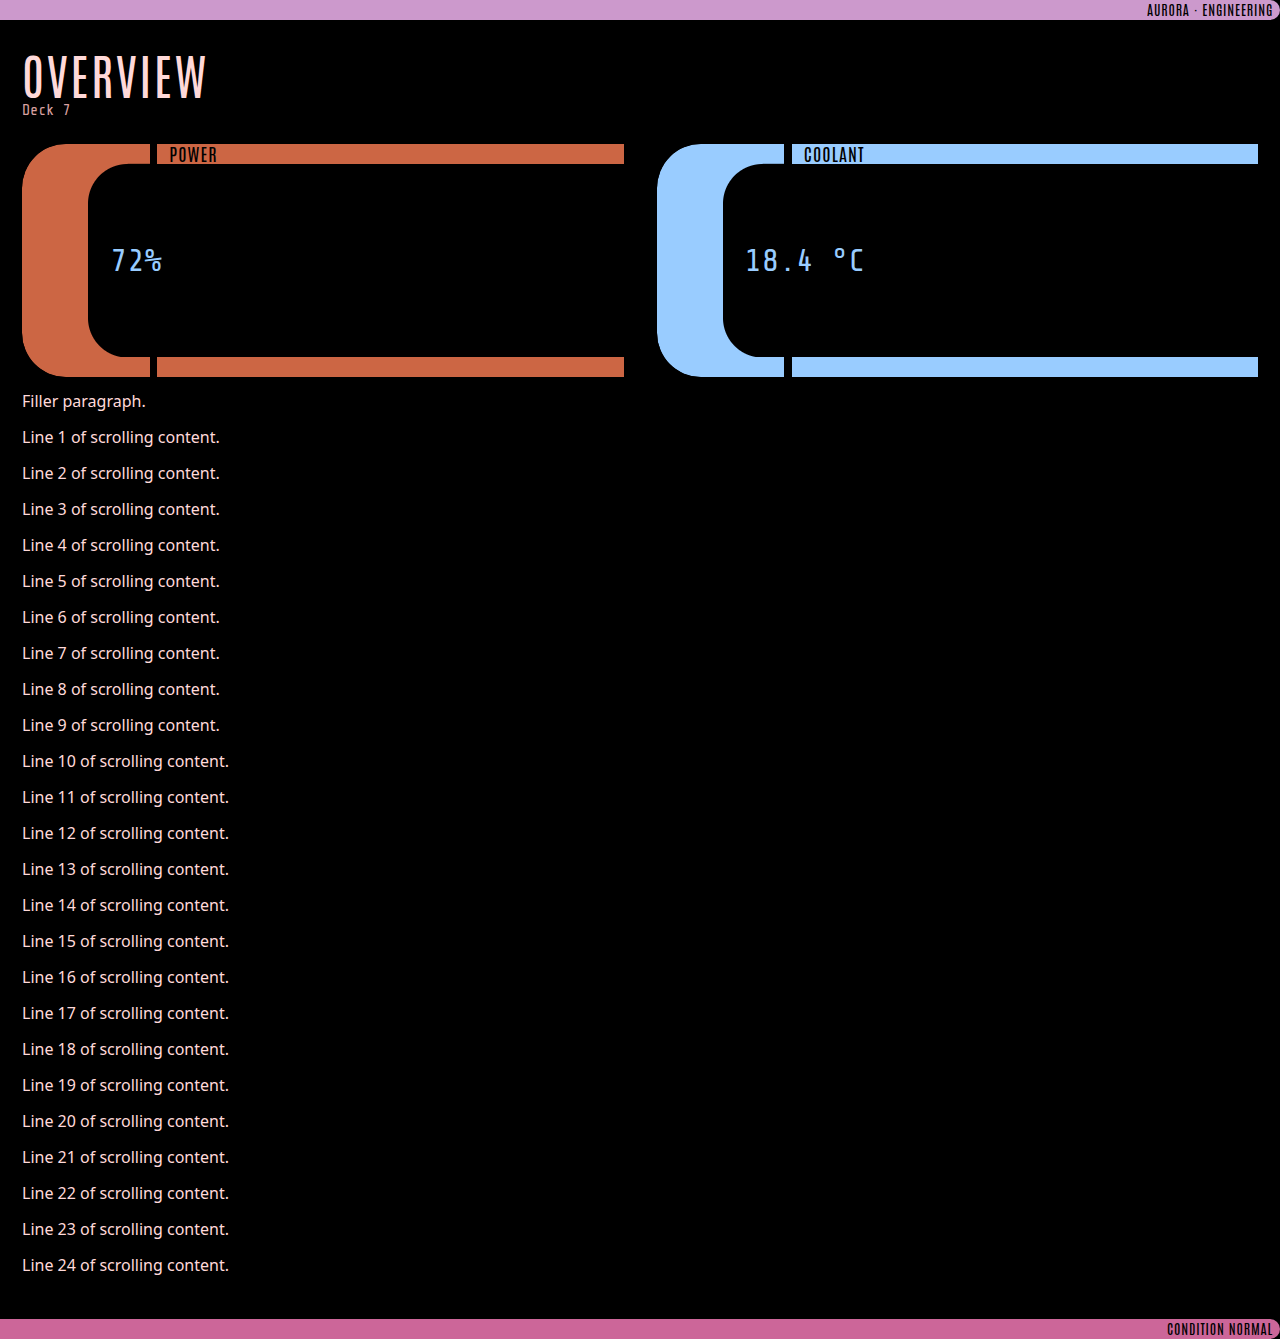 AURORA · ENGINEERING
OVERVIEW
Deck 7
POWER
COOLANT
72%
18.4 °C
Filler paragraph.
Line 1 of scrolling content.
Line 2 of scrolling content.
Line 3 of scrolling content.
Line 4 of scrolling content.
Line 5 of scrolling content.
Line 6 of scrolling content.
Line 7 of scrolling content.
Line 8 of scrolling content.
Line 9 of scrolling content.
Line 10 of scrolling content.
Line 11 of scrolling content.
Line 12 of scrolling content.
Line 13 of scrolling content.
Line 14 of scrolling content.
Line 15 of scrolling content.
Line 16 of scrolling content.
Line 17 of scrolling content.
Line 18 of scrolling content.
Line 19 of scrolling content.
Line 20 of scrolling content.
Line 21 of scrolling content.
Line 22 of scrolling content.
Line 23 of scrolling content.
Line 24 of scrolling content.
CONDITION NORMAL